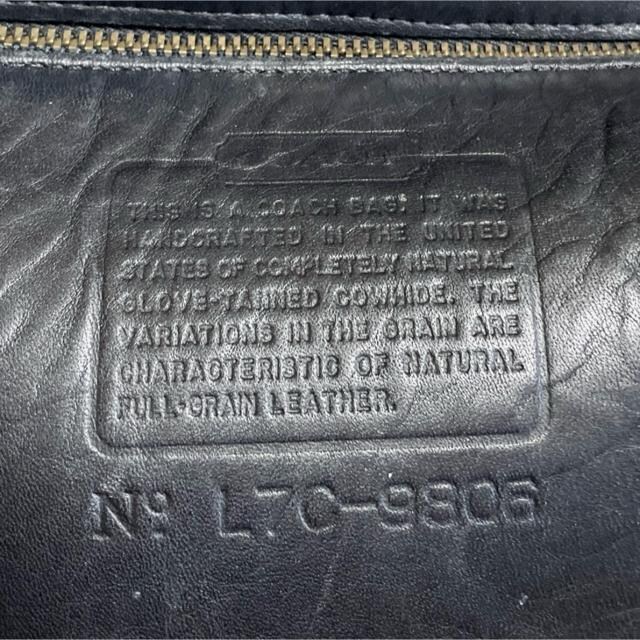 COACH
THIS IS A COACH BAG. IT WAS
HANDCRAFTED IN THE UNITED
STATES OF COMPLETELY NATURAL
GLOVE-TANNED COWHIDE. THE
VARIATIONS IN THE GRAIN ARE
CHARACTERISTIC OF NATURAL
FULL-GRAIN LEATHER.
Nº L7C-9806